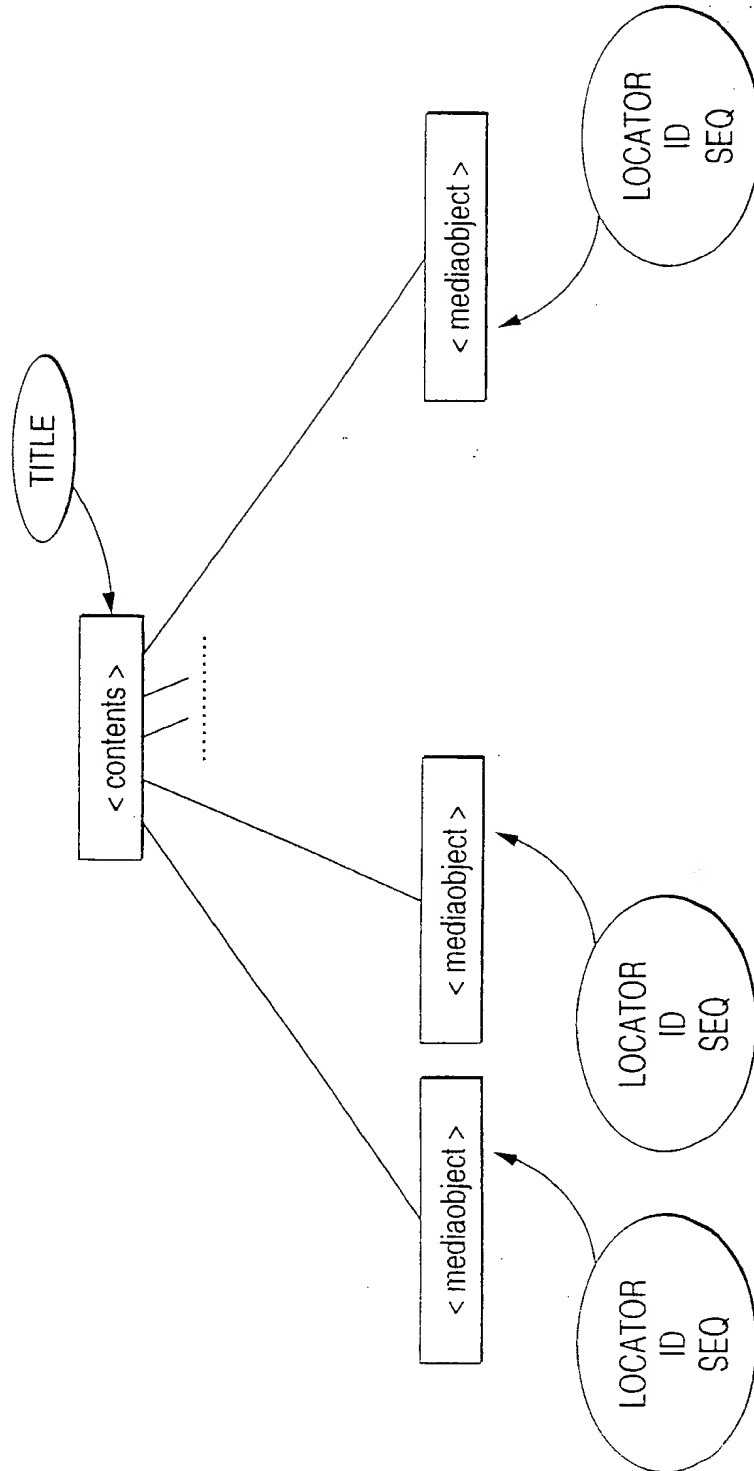 TITLE
< contents >
..........
< mediaobject >
< mediaobject >
< mediaobject >
LOCATOR
ID
SEQ
LOCATOR
ID
SEQ
LOCATOR
ID
SEQ